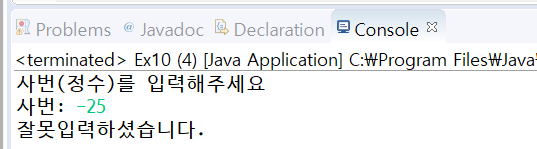 Problems @ Javadoc Declaration Console
<terminated> Ex10 (4) [Java Application] C:₩Program Files₩Java₩
사번(정수)를 입력해주세요
사번: -25
잘못입력하셨습니다.